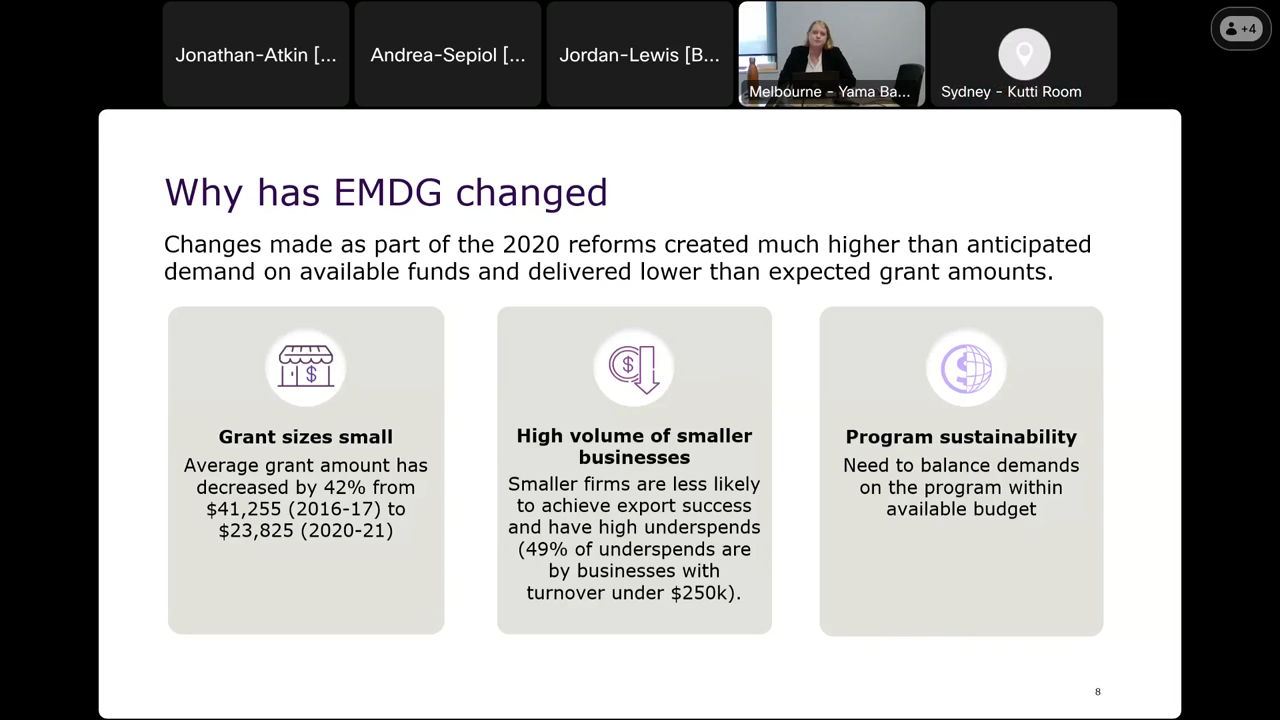 Jonathan-Atkin [...
Andrea-Sepiol [...
Jordan-Lewis [B...
Melbourne - Yama Ba...
Sydney - Kutti Room
+4
Why has EMDG changed
Changes made as part of the 2020 reforms created much higher than anticipated
demand on available funds and delivered lower than expected grant amounts.
$
Grant sizes small
Average grant amount has
decreased by 42% from
$41,255 (2016-17) to
$23,825 (2020-21)
$
High volume of smaller
businesses
Smaller firms are less likely
to achieve export success
and have high underspends
(49% of underspends are
by businesses with
turnover under $250k).
$
Program sustainability
Need to balance demands
on the program within
available budget
8